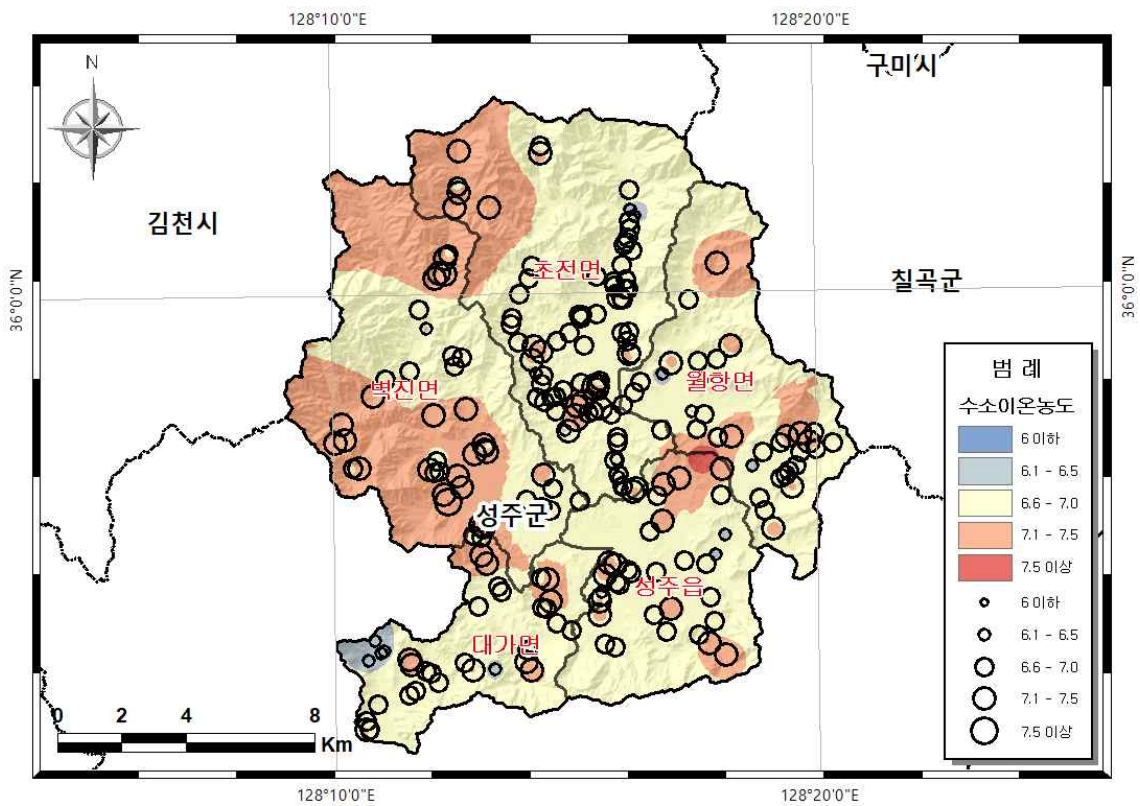 128°10'0"E
128°20'0"E
구미시
N
김천시
초전면
칠곡군
36°0'0"N
36°0'0"N
벽진면
월항면
성주군
성주읍
대가면
범 례
수소이온농도
6 이하
6.1 - 6.5
6.6 - 7.0
7.1 - 7.5
7.5 이상
6 이하
6.1 - 6.5
6.6 - 7.0
7.1 - 7.5
7.5 이상
0 2 4 8
Km
128°10'0"E
128°20'0"E